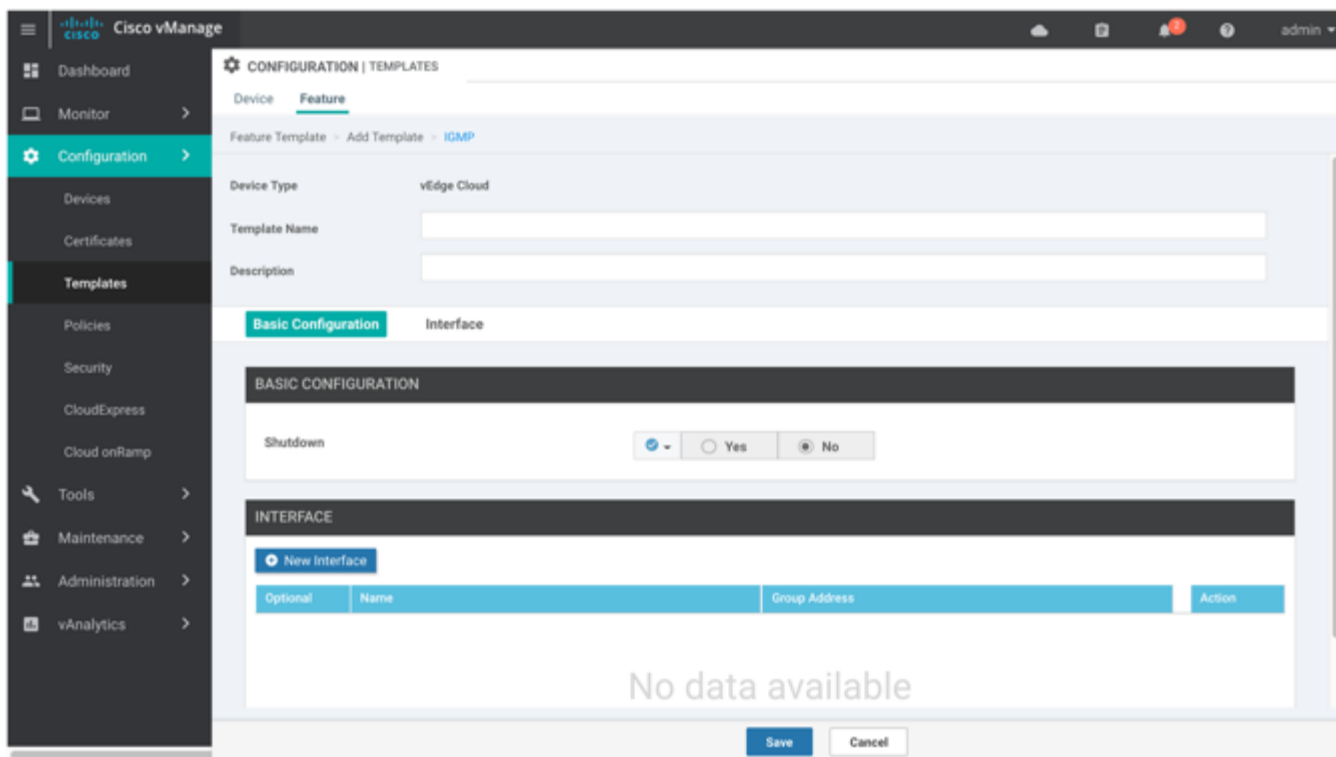 cisco Cisco vManage
2
admin
Dashboard
Monitor
Configuration
Devices
Certificates
Templates
Policies
Security
CloudExpress
Cloud onRamp
Tools
Maintenance
Administration
vAnalytics
CONFIGURATION | TEMPLATES
Device Feature
Feature Template > Add Template > IGMP
Device Type vEdge Cloud
Template Name
Description
Basic Configuration Interface
BASIC CONFIGURATION
Shutdown Yes No
INTERFACE
New Interface
Optional Name Group Address Action
No data available
Save Cancel